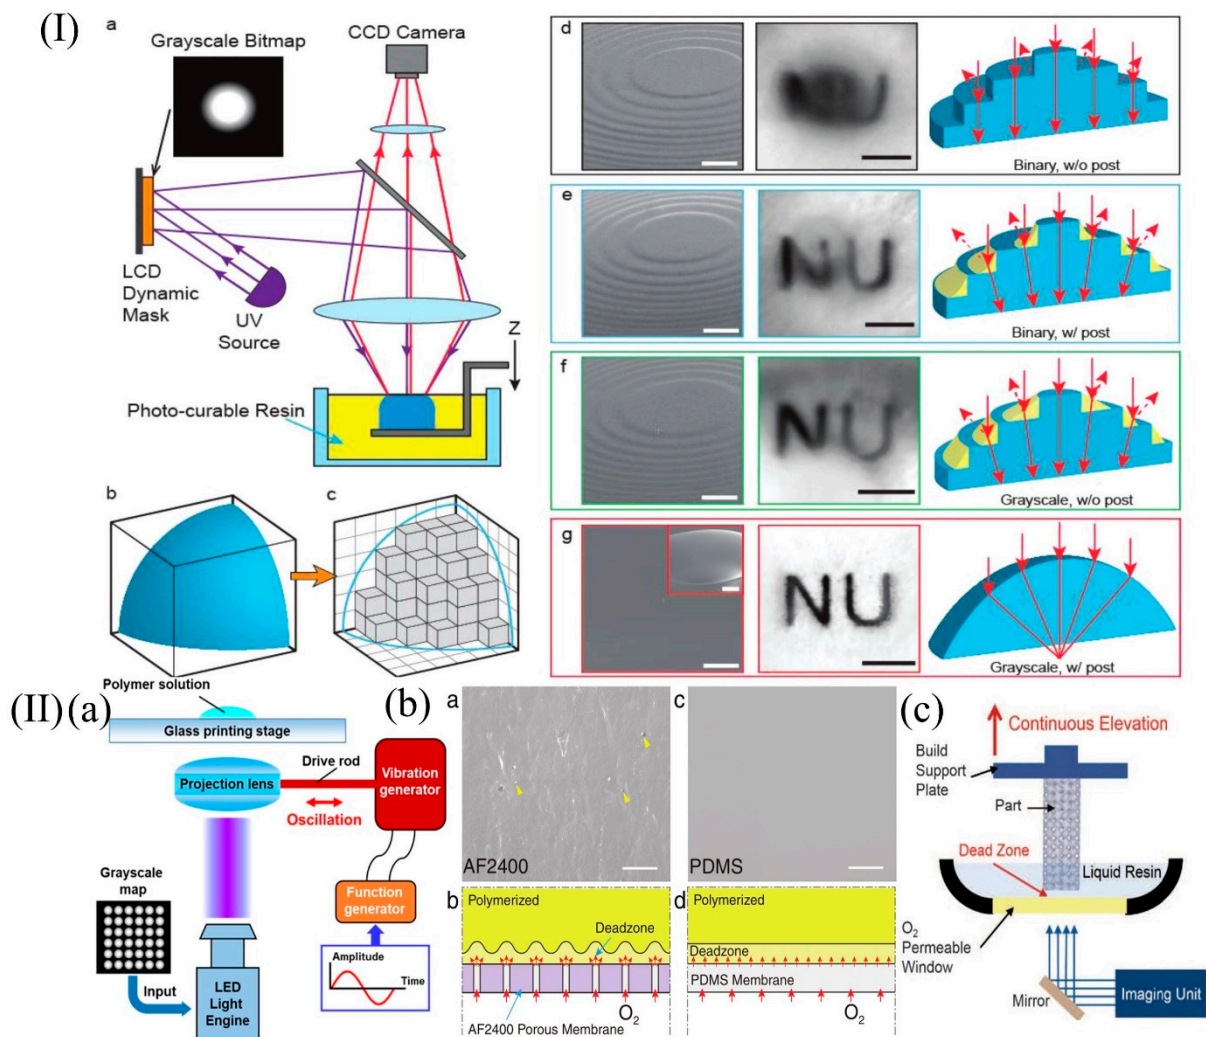 (I)
a
Grayscale Bitmap
CCD Camera
LCD
Dynamic
Mask
UV
Source
Z
Photo-curable Resin
b
c
d
NU
Binary, w/o post
e
NU
Binary, w/ post
f
NU
Grayscale, w/o post
g
NU
Grayscale, w/ post
(II) (a)
Polymer solution
Glass printing stage
Projection lens
Drive rod
Oscillation
Vibration
generator
Grayscale
map
Function
generator
Amplitude
Time
Input
LED
Light
Engine
(b)
a
AF2400
c
PDMS
b
Polymerized
Deadzone
O2
AF2400 Porous Membrane
d
Polymerized
Deadzone
PDMS Membrane
O2
(c)
Continuous Elevation
Build
Support
Plate
Part
Dead Zone
Liquid Resin
O2
Permeable
Window
Mirror
Imaging Unit